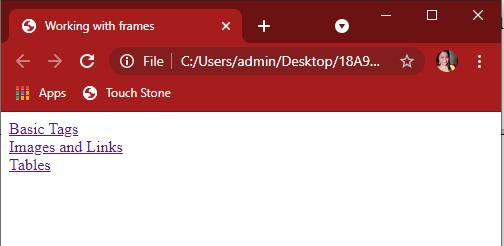 Working with frames
File C:/Users/admin/Desktop/18A9...
Apps Touch Stone
Basic Tags
Images and Links
Tables